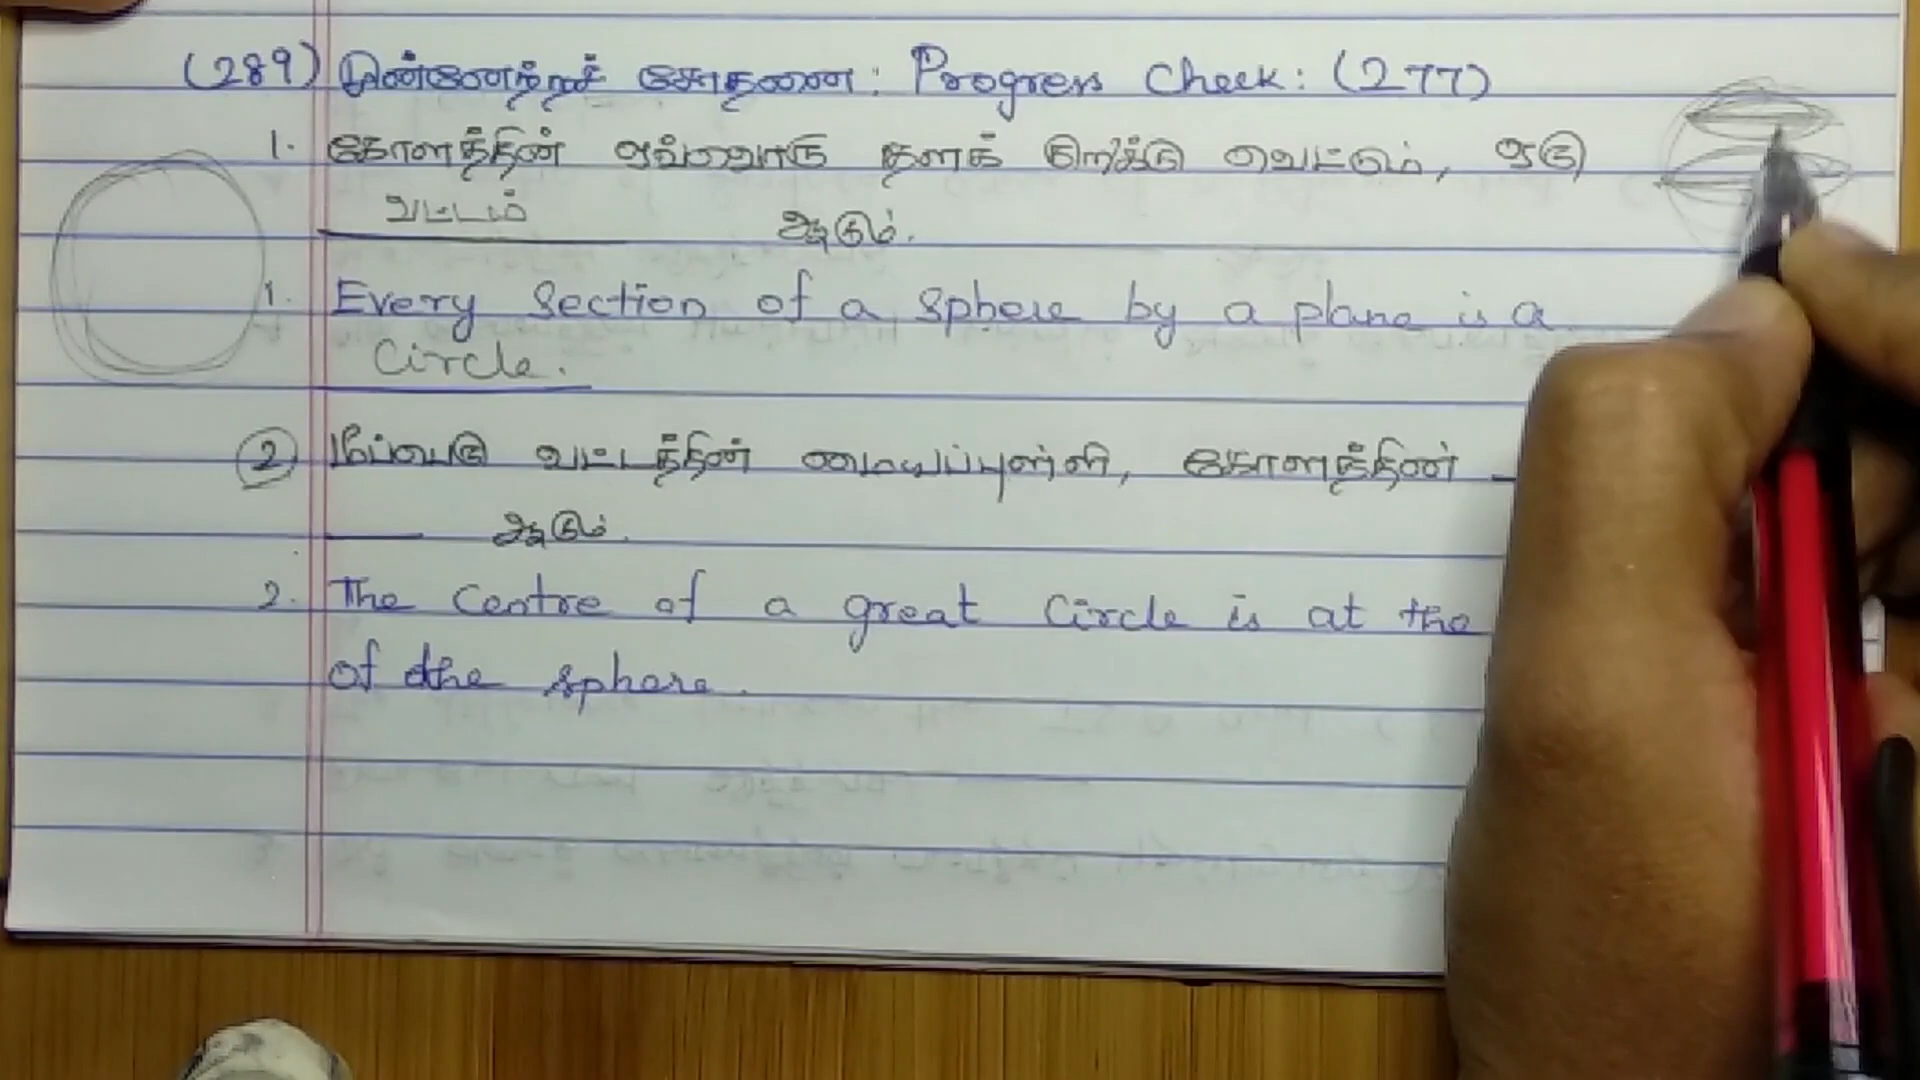 (289) முன்னேற்றச் சோதனை: Progress Check: (277)
1. கோளத்தின் ஒவ்வொரு தளக் குறுக்கு வெட்டும், ஒரு
வட்டம் ஆகும்.
1. Every section of a sphere by a plane is a
Circle.
2 மீப்பெரு வட்டத்தின் மையப்புள்ளி, கோளத்தின்
ஆகும்.
2. The Centre of a great Circle is at the
of the sphere.